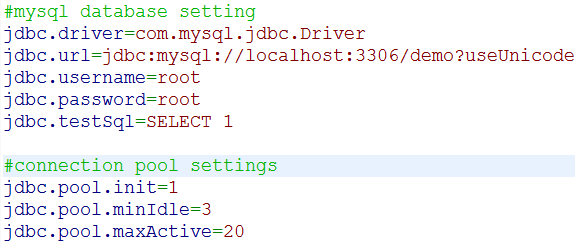 #mysql database setting
jdbc.driver=com.mysql.jdbc.Driver
jdbc.url=jdbc:mysql://localhost:3306/demo?useUnicode
jdbc.username=root
jdbc.password=root
jdbc.testSql=SELECT 1
#connection pool settings
jdbc.pool.init=1
jdbc.pool.minIdle=3
jdbc.pool.maxActive=20